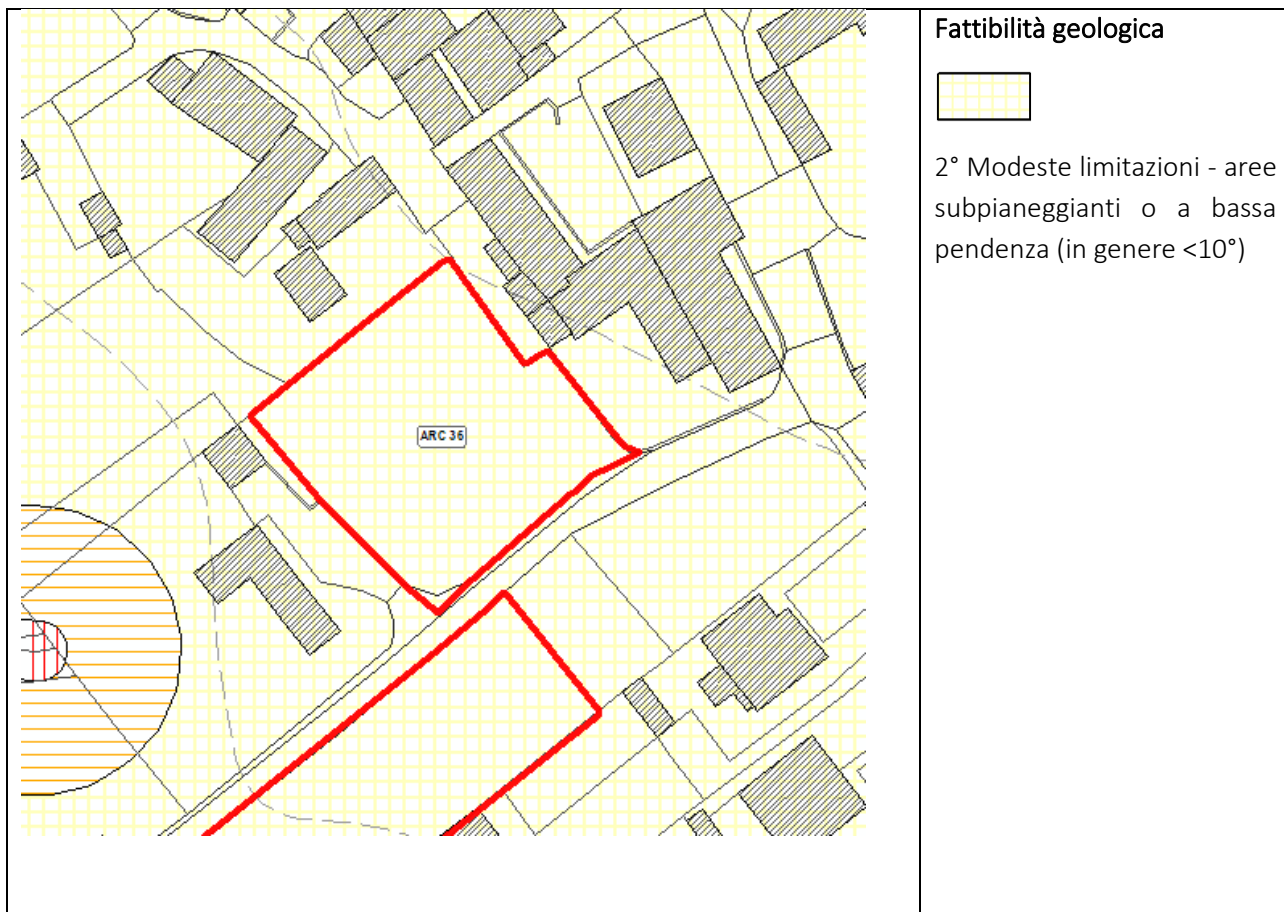 Fattibilità geologica
2° Modeste limitazioni - aree
subpianeggianti o a bassa
pendenza (in genere <10°)
ARC 36